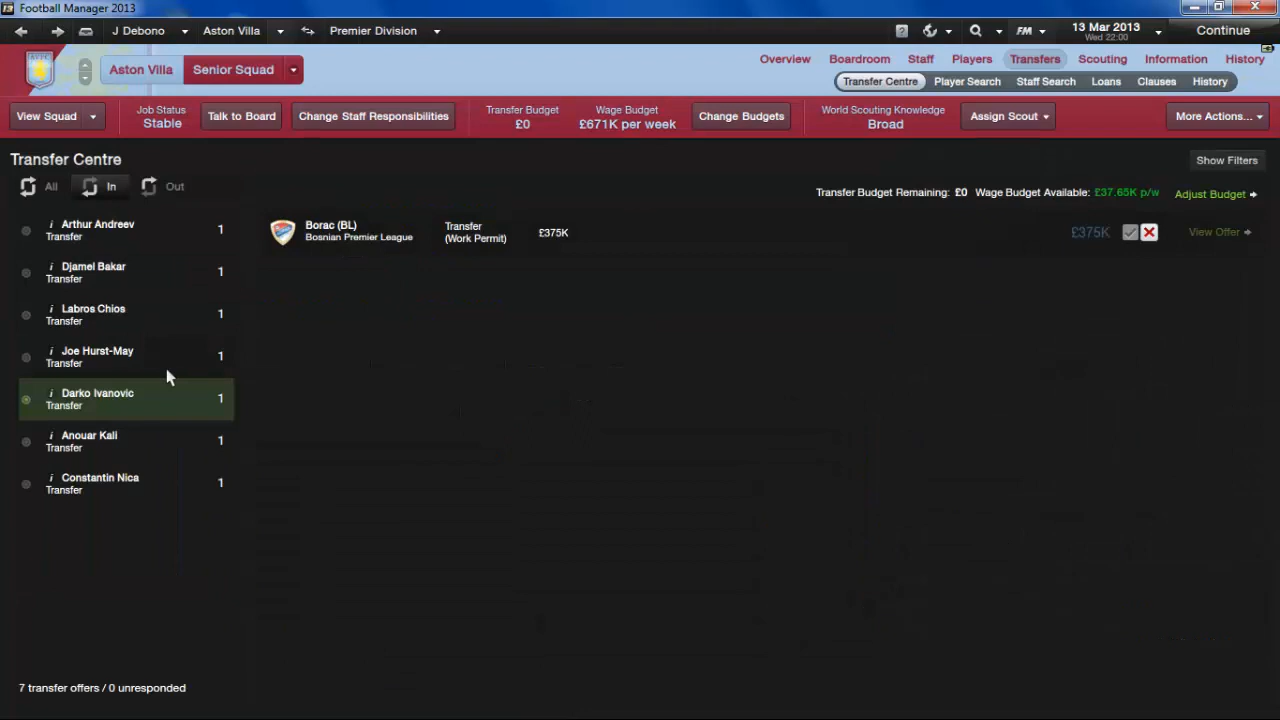 Football Manager 2013
J Debono
Aston Villa
Premier Division
?
FM
13 Mar 2013
Wed 22:00
Continue
Aston Villa
Senior Squad
Overview
Boardroom
Staff
Players
Transfers
Scouting
Information
History
Transfer Centre
Player Search
Staff Search
Loans
Clauses
History
View Squad
Job Status
Stable
Talk to Board
Change Staff Responsibilities
Transfer Budget
£0
Wage Budget
£671K per week
Change Budgets
World Scouting Knowledge
Broad
Assign Scout
More Actions...
Transfer Centre
Show Filters
All
In
Out
Transfer Budget Remaining: £0 Wage Budget Available: £37.65K p/w
Adjust Budget
i Arthur Andreev
Transfer
1
Borac (BL)
Bosnian Premier League
Transfer
(Work Permit)
£375K
£375K
View Offer
i Djamel Bakar
Transfer
1
i Labros Chios
Transfer
1
i Joe Hurst-May
Transfer
1
i Darko Ivanovic
Transfer
1
i Anouar Kali
Transfer
1
i Constantin Nica
Transfer
1
7 transfer offers / 0 unresponded